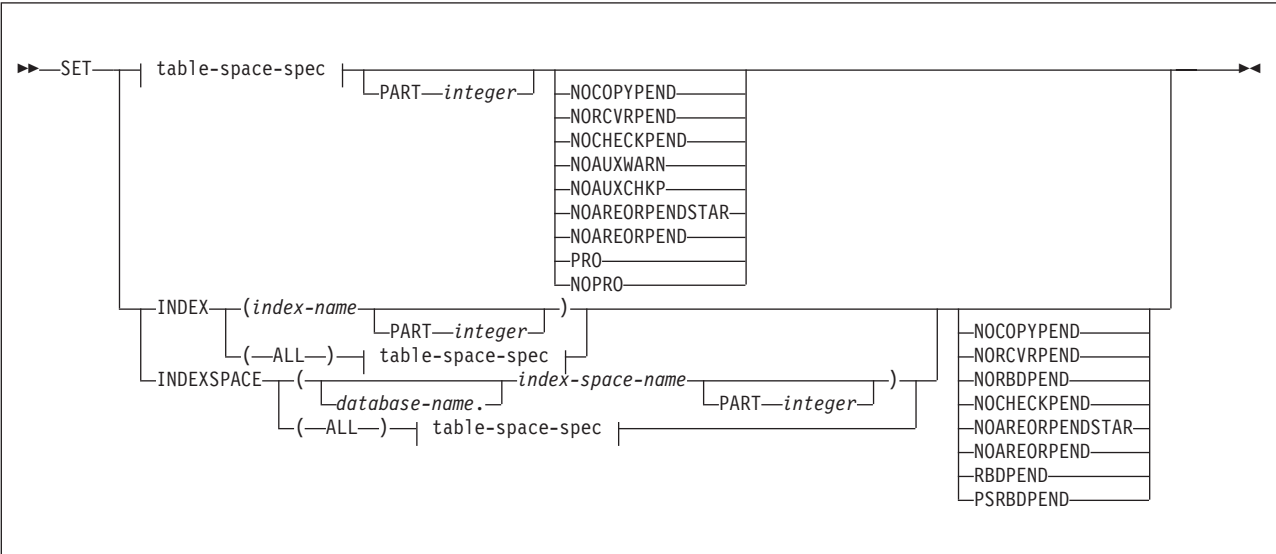 SET table-space-spec
PART integer
NOCOPYPEND
NORCVRPEND
NOCHECKPEND
NOAUXWARN
NOAUXCHKP
NOAREORPENDSTAR
NOAREORPEND
PRO
NOPRO
INDEX (index-name )
PART integer
(ALL) table-space-spec
INDEXSPACE ( index-space-name )
database-name. PART integer
(ALL) table-space-spec
NOCOPYPEND
NORCVRPEND
NORBDPEND
NOCHECKPEND
NOAREORPENDSTAR
NOAREORPEND
RBDPEND
PSRBDPEND